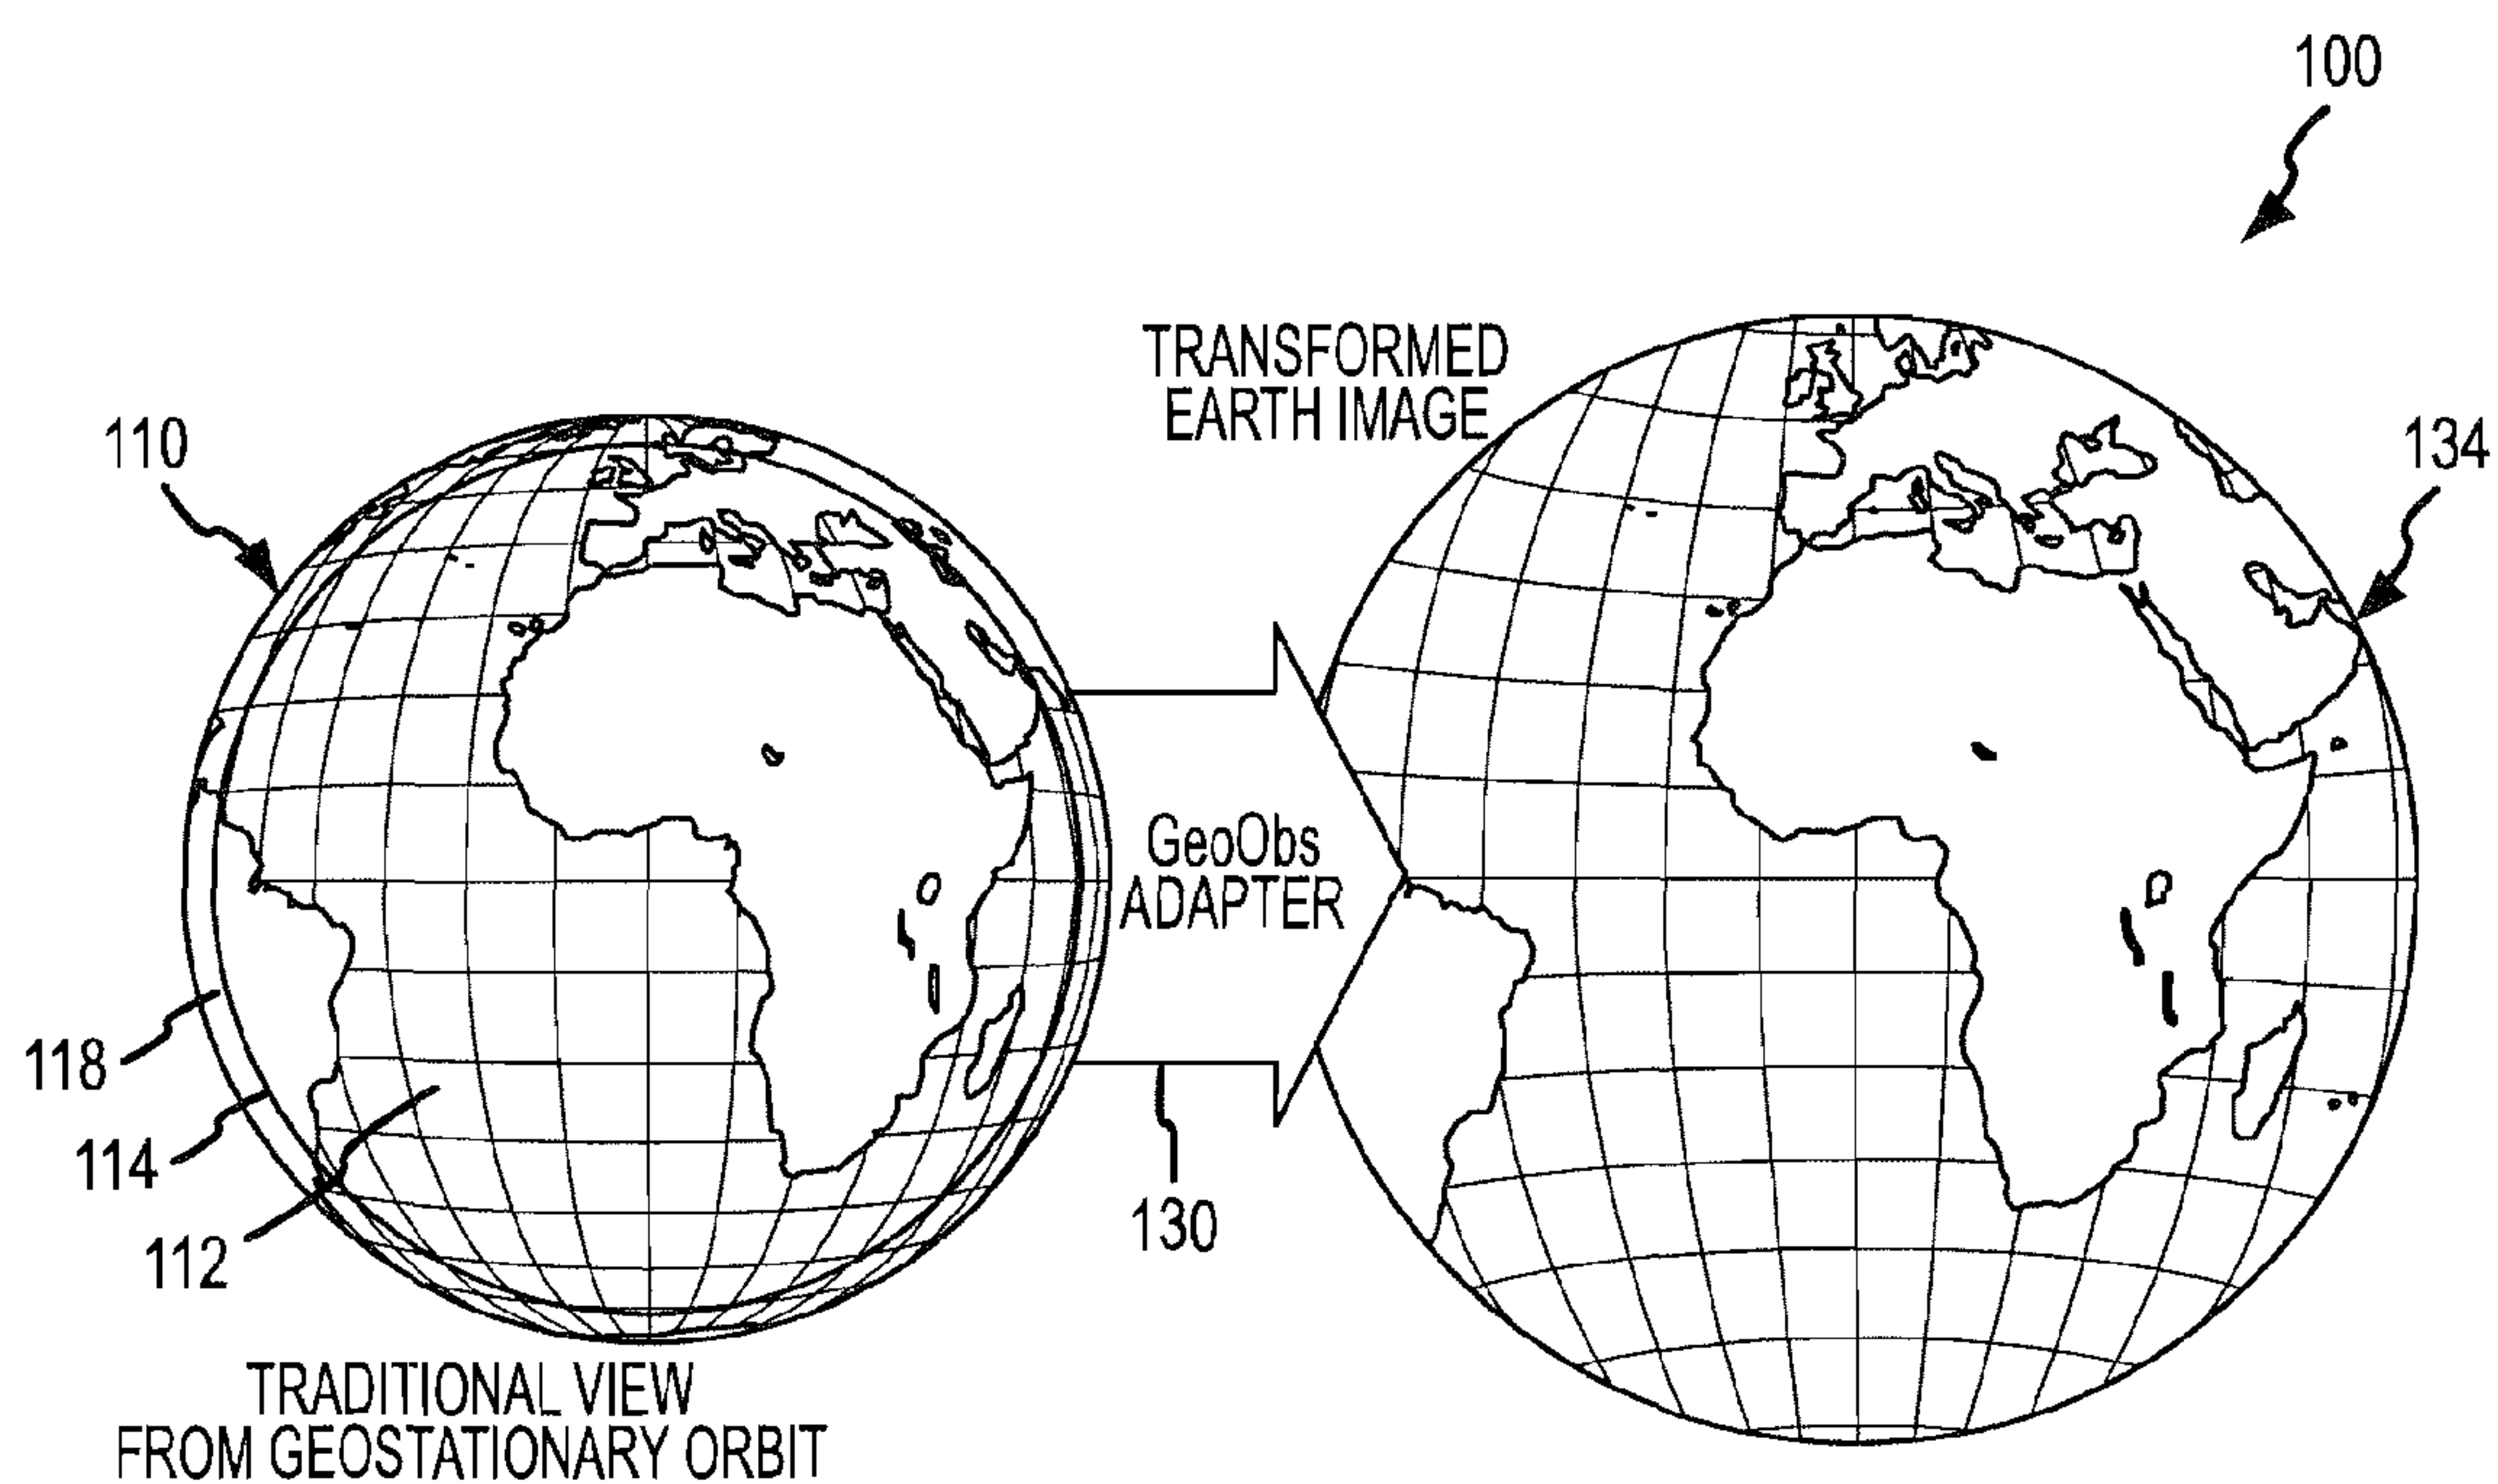 100
TRANSFORMED
EARTH IMAGE
110
134
GeoObs
ADAPTER
118
114
112
130
TRADITIONAL VIEW
FROM GEOSTATIONARY ORBIT